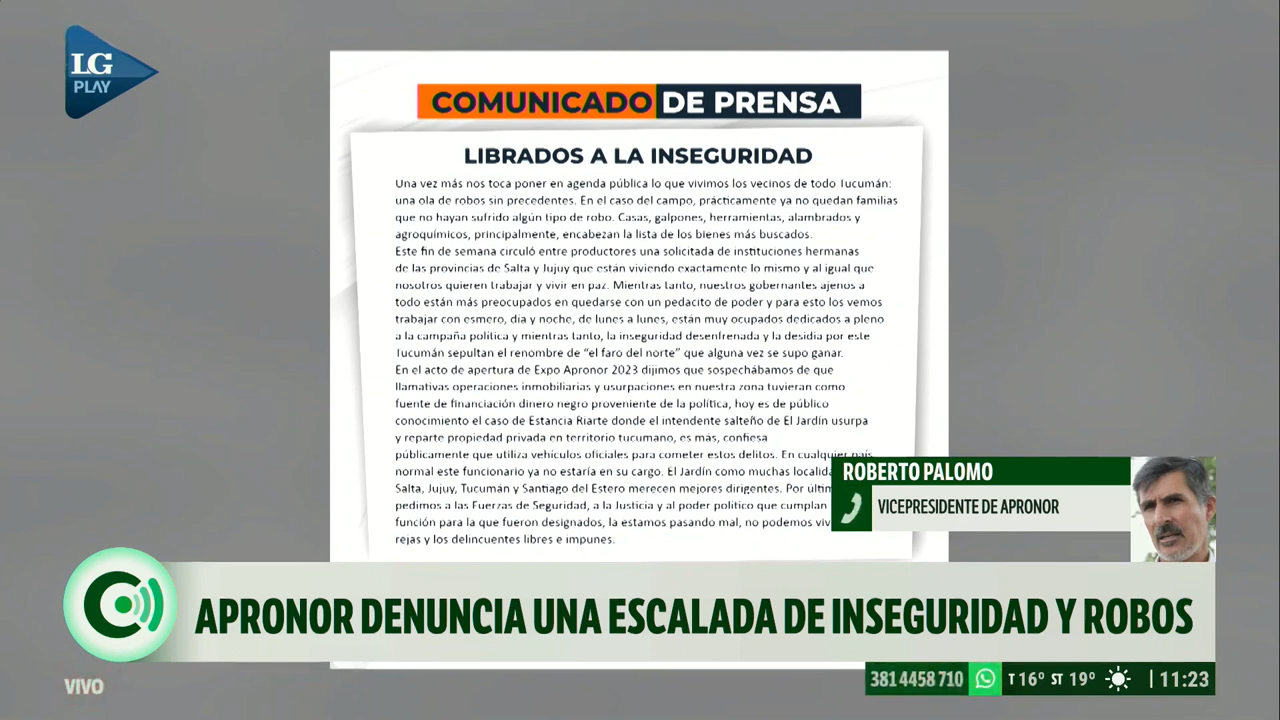 LG
PLAY
COMUNICADO DE PRENSA
LIBRADOS A LA INSEGURIDAD
Una vez más nos toca poner en agenda pública lo que vivimos los vecinos de todo Tucumán:
una ola de robos sin precedentes. En el caso del campo, prácticamente ya no quedan familias
que no hayan sufrido algún tipo de robo. Casas, galpones, herramientas, alambrados y
agroquímicos, principalmente, encabezan la lista de los bienes más buscados.
Este fin de semana circuló entre productores una solicitada de instituciones hermanas
de las provincias de Salta y Jujuy que están viviendo exactamente lo mismo y al igual que
nosotros quieren trabajar y vivir en paz. Mientras tanto, nuestros gobernantes ajenos a
todo están más preocupados en quedarse con un pedacito de poder y para esto los vemos
trabajar con esmero, día y noche, de lunes a lunes, están muy ocupados dedicados a pleno
a la campaña política y mientras tanto, la inseguridad desenfrenada y la desidia por este
Tucumán sepultan el renombre de "el faro del norte" que alguna vez se supo ganar.
En el acto de apertura de Expo Apronor 2023 dijimos que sospechábamos de que
llamativas operaciones inmobiliarias y usurpaciones en nuestra zona tuvieran como
fuente de financiación dinero negro proveniente de la política, hoy es de público
conocimiento el caso de Estancia Riarte donde el intendente salteño de El Jardín usurpa
y reparte propiedad privada en territorio tucumano, es más, confiesa
públicamente que utiliza vehículos oficiales para cometer estos delitos. En cualquier país
normal este funcionario ya no estaría en su cargo. El Jardín como muchas
Salta, Jujuy, Tucumán y Santiago del Estero merecen mejores dirigentes. Por
pedimos a las Fuerzas de Seguridad, a la Justicia y al poder político que cumplan
función para la que fueron designados, la estamos pasando mal, no podemos
rejas y los delincuentes libres e impunes.
ROBERTO PALOMO
VICEPRESIDENTE DE APRONOR
APRONOR DENUNCIA UNA ESCALADA DE INSEGURIDAD Y ROBOS
VIVO
381 4458 710 T 16º ST 19º | 11:23